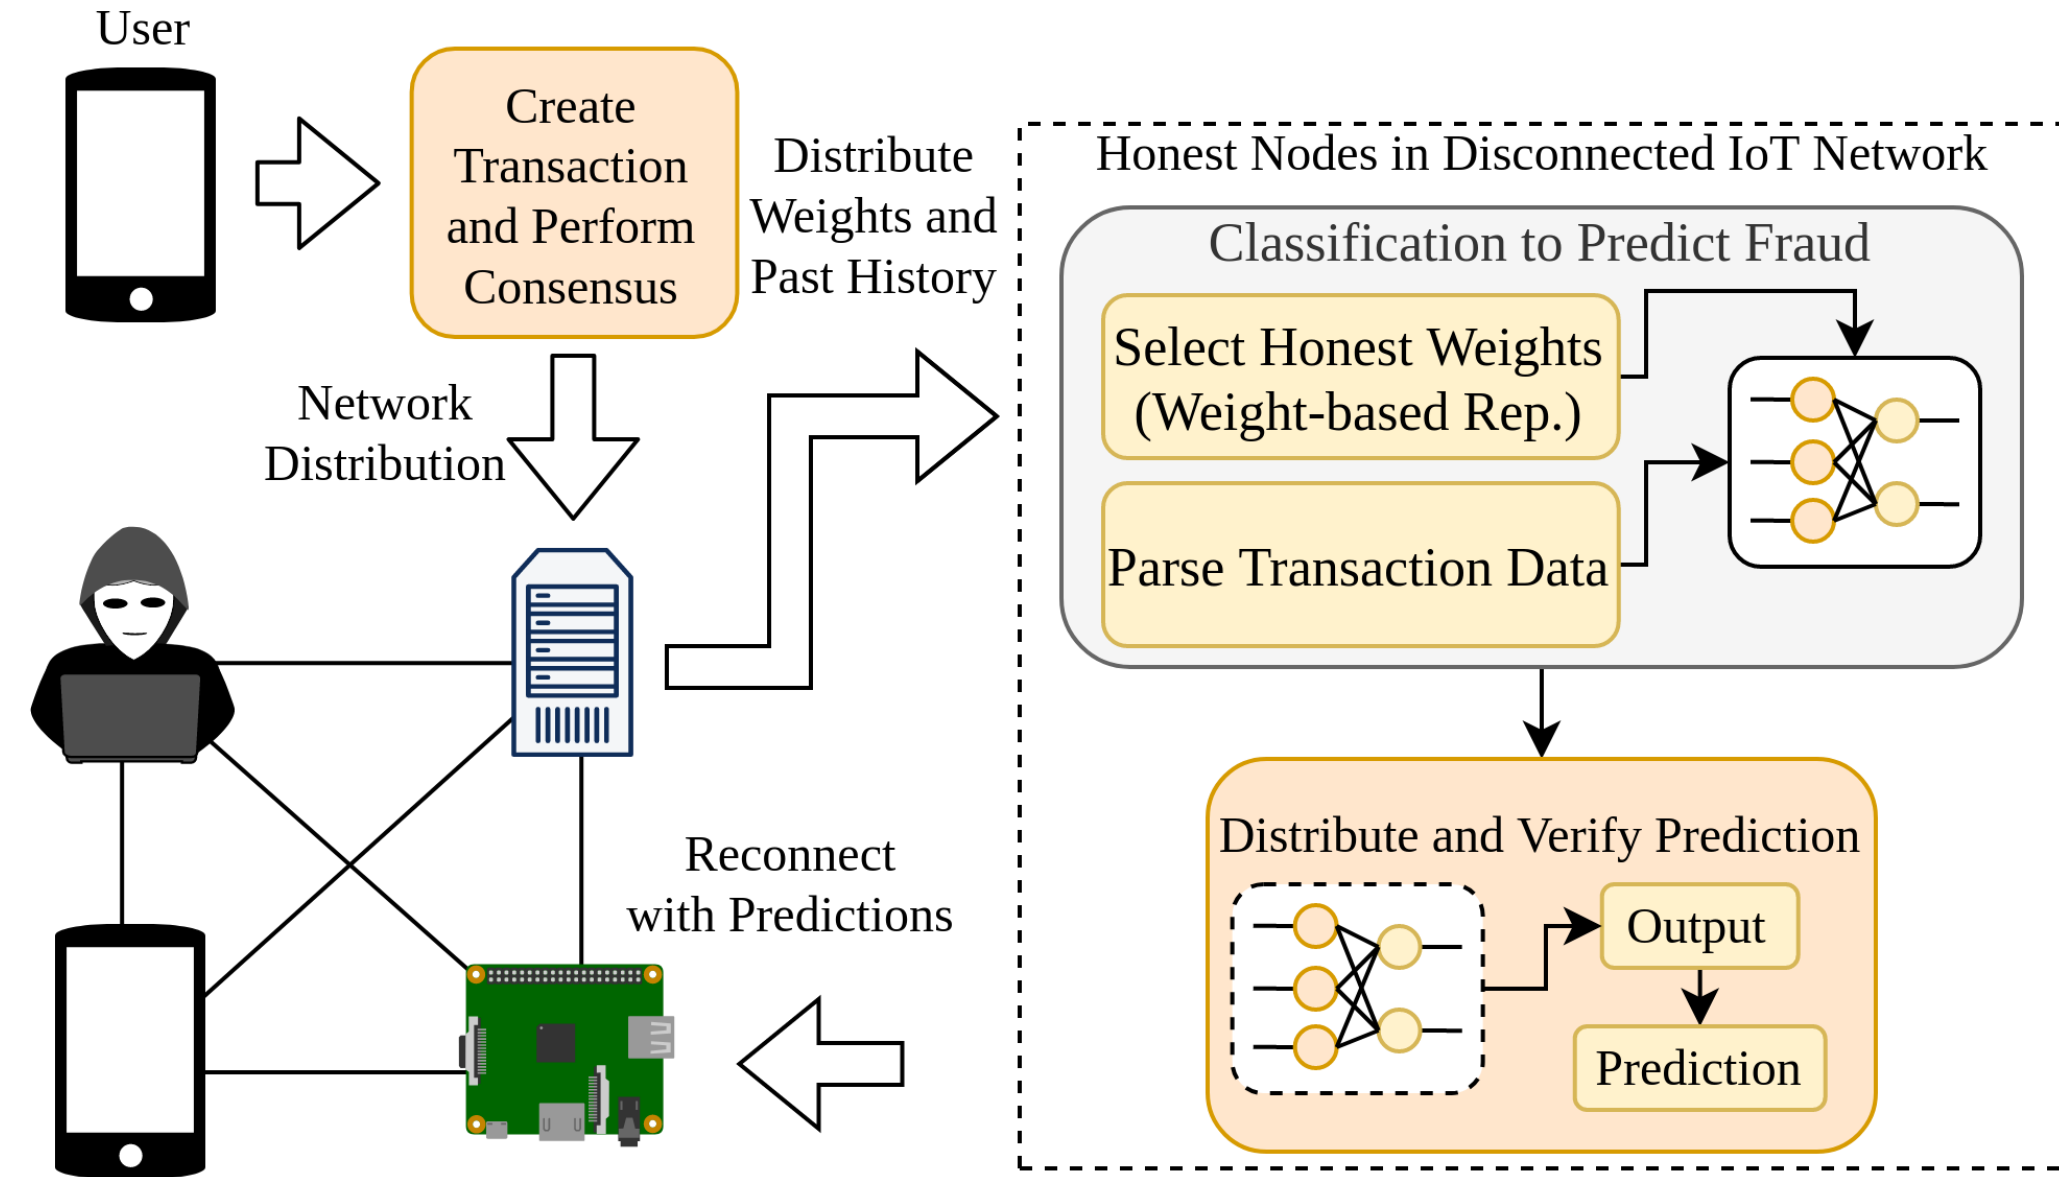 User
Create
Transaction
and Perform
Consensus
Distribute
Weights and
Past History
Network
Distribution
Reconnect
with Predictions
Honest Nodes in Disconnected IoT Network
Classification to Predict Fraud
Select Honest Weights
(Weight-based Rep.)
Parse Transaction Data
Distribute and Verify Prediction
Output
Prediction